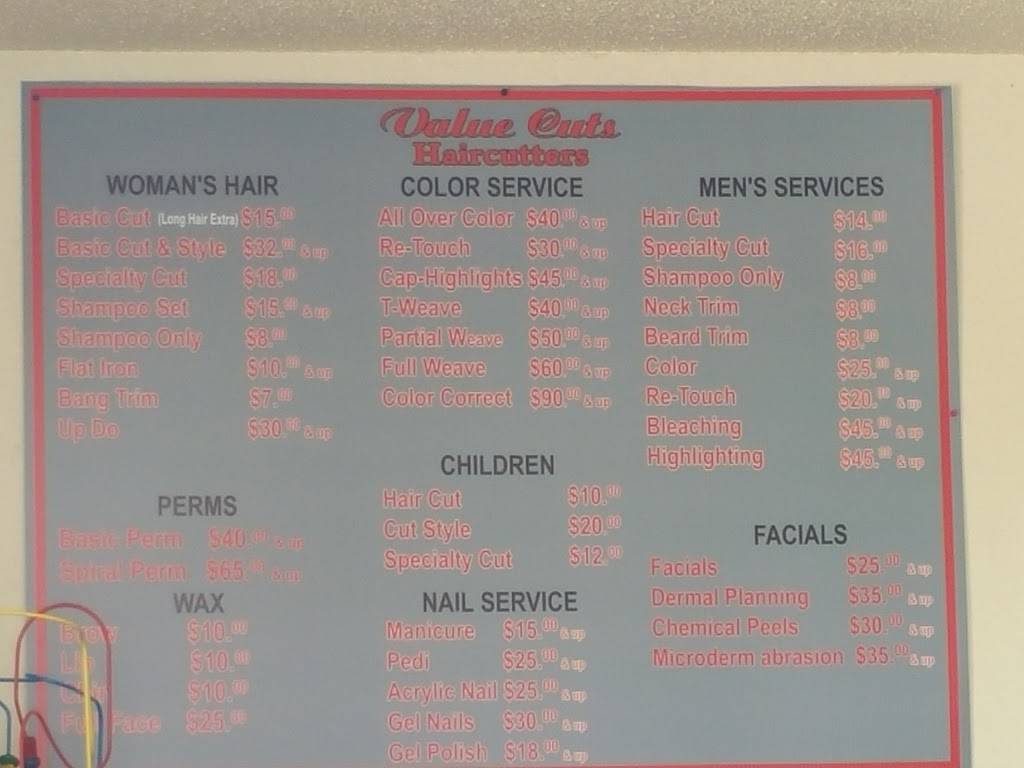 Value Cuts
Haircutters
WOMAN'S HAIR
Basic Cut (Long Hair Extra) $15.00
Basic Cut & Style $32.00 & up
Specialty Cut $18.00
Shampoo Set $15.00 & up
Shampoo Only $8.00
Flat Iron $10.00 & up
Bang Trim $7.00
Up Do $30.00 & up
PERMS
Basic Perm $40.00 & up
Spiral Perm $65.00 & up
WAX
Brow $10.00
Lip $10.00
$10.00
Full Face $25.00
COLOR SERVICE
All Over Color $40.00 & up
Re-Touch $30.00 & up
Cap-Highlights $45.00 & up
T-Weave $40.00 & up
Partial Weave $50.00 & up
Full Weave $60.00 & up
Color Correct $90.00 & up
CHILDREN
Hair Cut $10.00
Cut Style $20.00
Specialty Cut $12.00
NAIL SERVICE
Manicure $15.00 & up
Pedi $25.00 & up
Acrylic Nail $25.00 & up
Gel Nails $30.00 & up
Gel Polish $18.00 & up
MEN'S SERVICES
Hair Cut $14.00
Specialty Cut $16.00
Shampoo Only $8.00
Neck Trim $8.00
Beard Trim $8.00
Color $25.00 & up
Re-Touch $20.00 & up
Bleaching $45.00 & up
Highlighting $45.00 & up
FACIALS
Facials $25.00 & up
Dermal Planning $35.00 & up
Chemical Peels $30.00 & up
Microderm abrasion $35.00 & up